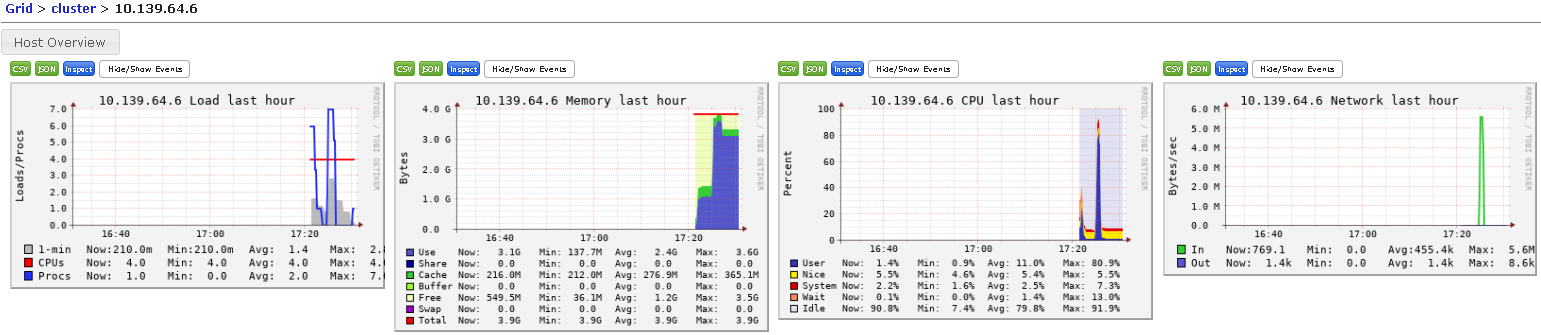 Grid > cluster > 10.139.64.6
Host Overview
CSV JSON Inspect Hide/Show Events
10.139.64.6 Load last hour
Loads/Procs
7.0
6.0
5.0
4.0
3.0
2.0
1.0
0.0
16:40 17:00 17:20
RRDTOOL / TOBI OETIKER
1-min Now:210.0m Min:210.0m Avg: 1.4 Max: 2.8
CPUs Now: 4.0 Min: 4.0 Avg: 4.0 Max: 4.
Procs Now: 1.0 Min: 0.0 Avg: 2.0 Max: 7.
CSV JSON Inspect Hide/Show Events
10.139.64.6 Memory last hour
Bytes
4.0 G
3.0 G
2.0 G
1.0 G
0.0
16:40 17:00 17:20
RRDTOOL / TOBI OETIKER
Use Now: 3.1G Min: 137.7M Avg: 2.4G Max: 3.6G
Share Now: 0.0 Min: 0.0 Avg: 0.0 Max: 0.0
Cache Now: 216.0M Min: 212.0M Avg: 276.9M Max: 365.1M
Buffer Now: 0.0 Min: 0.0 Avg: 0.0 Max: 0.0
Free Now: 549.5M Min: 36.1M Avg: 1.2G Max: 3.5G
Swap Now: 0.0 Min: 0.0 Avg: 0.0 Max: 0.0
Total Now: 3.9G Min: 3.9G Avg: 3.9G Max: 3.9G
CSV JSON Inspect Hide/Show Events
10.139.64.6 CPU last hour
Percent
100
80
60
40
20
0
16:40 17:00 17:20
RRDTOOL / TOBI OETIKER
User Now: 1.4% Min: 0.9% Avg: 11.0% Max: 80.9%
Nice Now: 5.5% Min: 4.6% Avg: 5.4% Max: 5.5%
System Now: 2.2% Min: 1.6% Avg: 2.5% Max: 7.3%
Wait Now: 0.1% Min: 0.0% Avg: 1.4% Max: 13.0%
Idle Now: 90.8% Min: 7.4% Avg: 79.8% Max: 91.9%
CSV JSON Inspect Hide/Show Events
10.139.64.6 Network last hour
Bytes/sec
6.0 M
5.0 M
4.0 M
3.0 M
2.0 M
1.0 M
0.0
16:40 17:00 17:20
RRDTOOL / TOBI OETIKER
In Now:769.1 Min: 0.0 Avg:455.4k Max: 5.6M
Out Now: 1.4k Min: 0.0 Avg: 1.4k Max: 8.6k